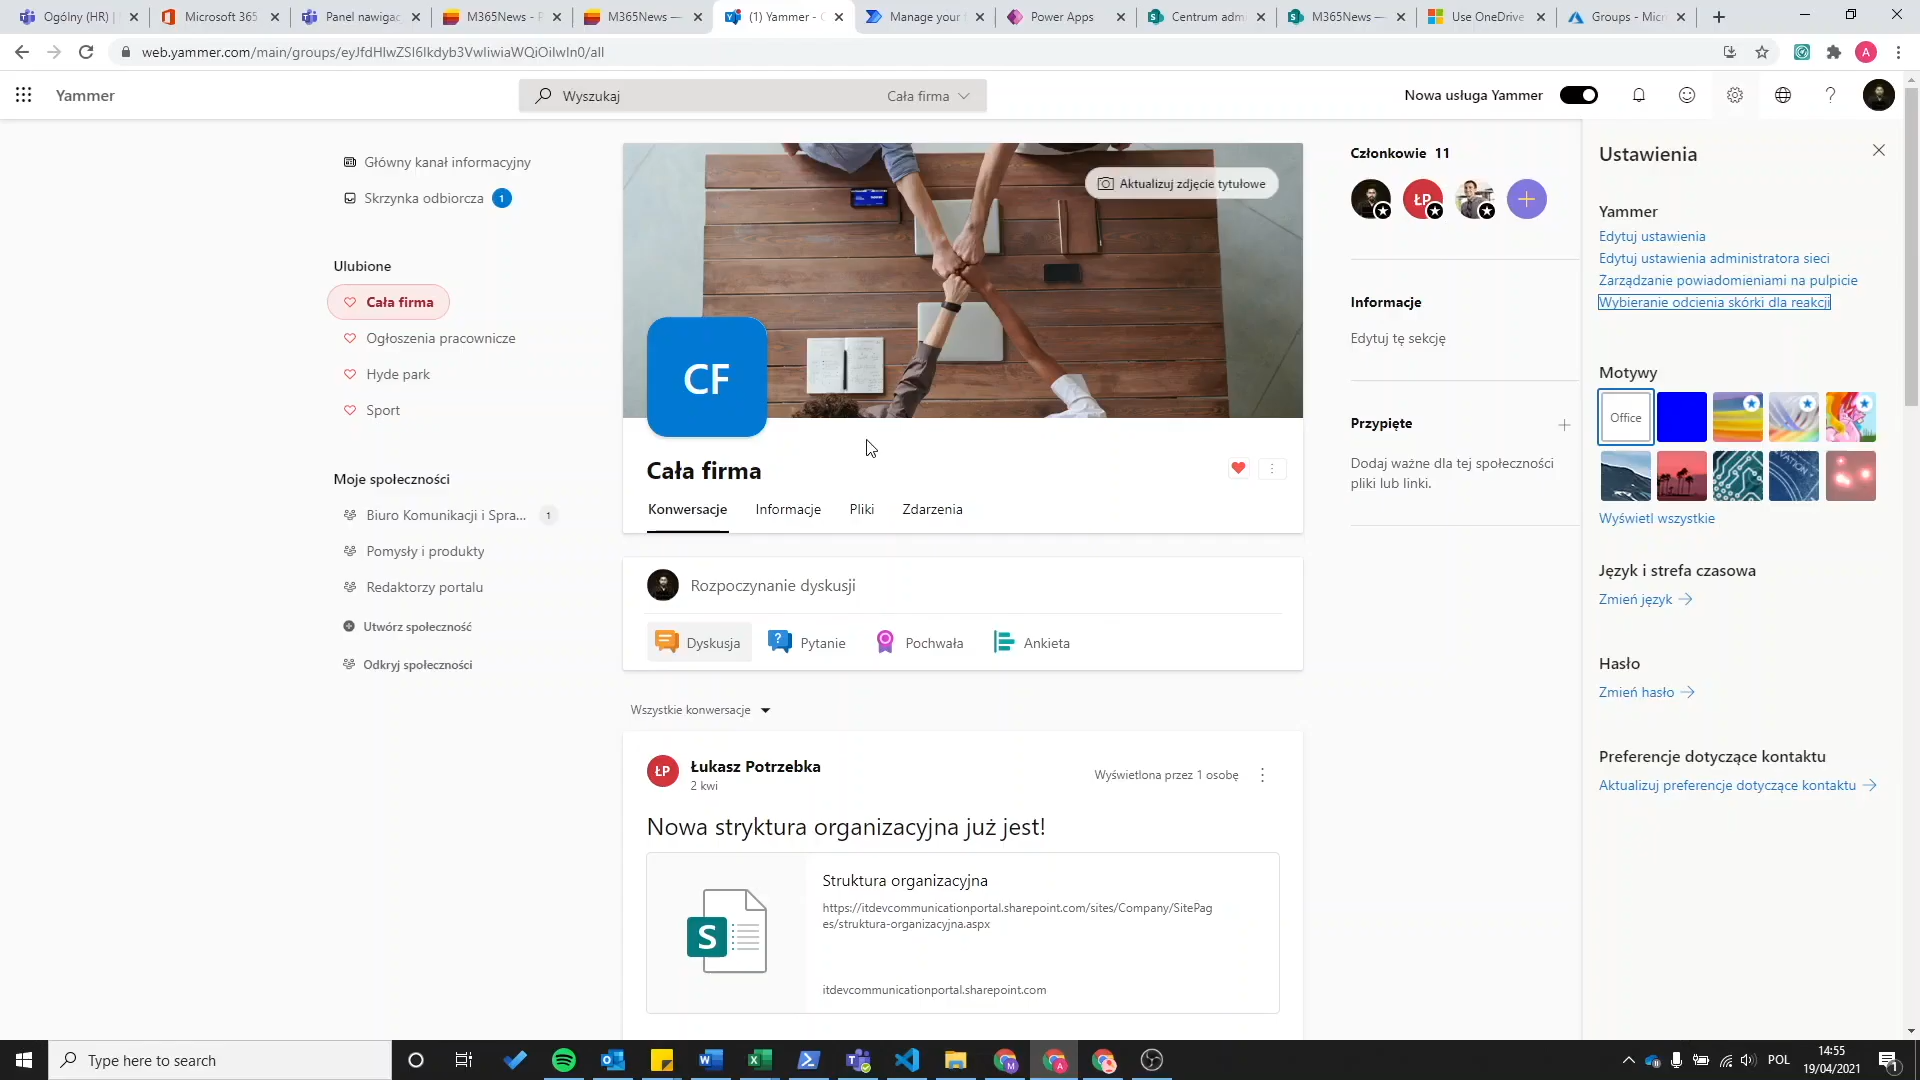 Ogólny (HR) |
Microsoft 365
Panel nawigac
M365News - P
M365News —
(1) Yammer - C
Manage your f
Power Apps
Centrum adm
M365News —
Use OneDrive
Groups - Micr
Yammer
Wyszukaj
Cała firma
Nowa usługa Yammer
A
Główny kanał informacyjny
Skrzynka odbiorcza 1
Ulubione
Cała firma
Ogłoszenia pracownicze
Hyde park
Sport
Moje społeczności
Biuro Komunikacji i Spra... 1
Pomysły i produkty
Redaktorzy portalu
Utwórz społeczność
Odkryj społeczności
Aktualizuj zdjęcie tytułowe
CF
Cała firma
Konwersacje
Informacje
Pliki
Zdarzenia
Rozpoczynanie dyskusji
Dyskusja
Pytanie
Pochwała
Ankieta
Wszystkie konwersacje
ŁP
Łukasz Potrzebka
2 kwi
Wyświetlona przez 1 osobę
Nowa stryktura organizacyjna już jest!
Struktura organizacyjna
https://itdevcommunicationportal.sharepoint.com/sites/Company/SitePag
es/struktura-organizacyjna.aspx
itdevcommunicationportal.sharepoint.com
Członkowie 11
ŁP
Informacje
Edytuj tę sekcję
Przypięte
Dodaj ważne dla tej społeczności
pliki lub linki.
Ustawienia
Yammer
Edytuj ustawienia
Edytuj ustawienia administratora sieci
Zarządzanie powiadomieniami na pulpicie
Wybieranie odcienia skórki dla reakcji
Motywy
Office
Wyświetl wszystkie
Język i strefa czasowa
Zmień język
Hasło
Zmień hasło
Preferencje dotyczące kontaktu
Aktualizuj preferencje dotyczące kontaktu
Type here to search
POL
14:55
19/04/2021
1